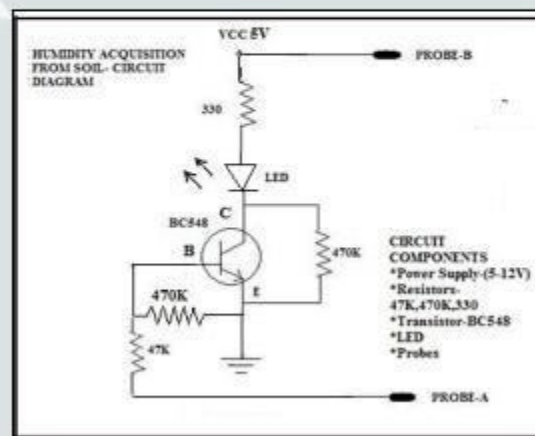 VCC 5V
HUMIDITY ACQUISITION
FROM SOIL- CIRCUIT
DIAGRAM
PROBE-B
330
LED
C
BC548
B
470K
E
470K
47K
CIRCUIT
COMPONENTS
*Power Supply-(5-12V)
*Resistors-
47K,470K,330
*Transistor-BC548
*LED
*Probes
PROBE-A